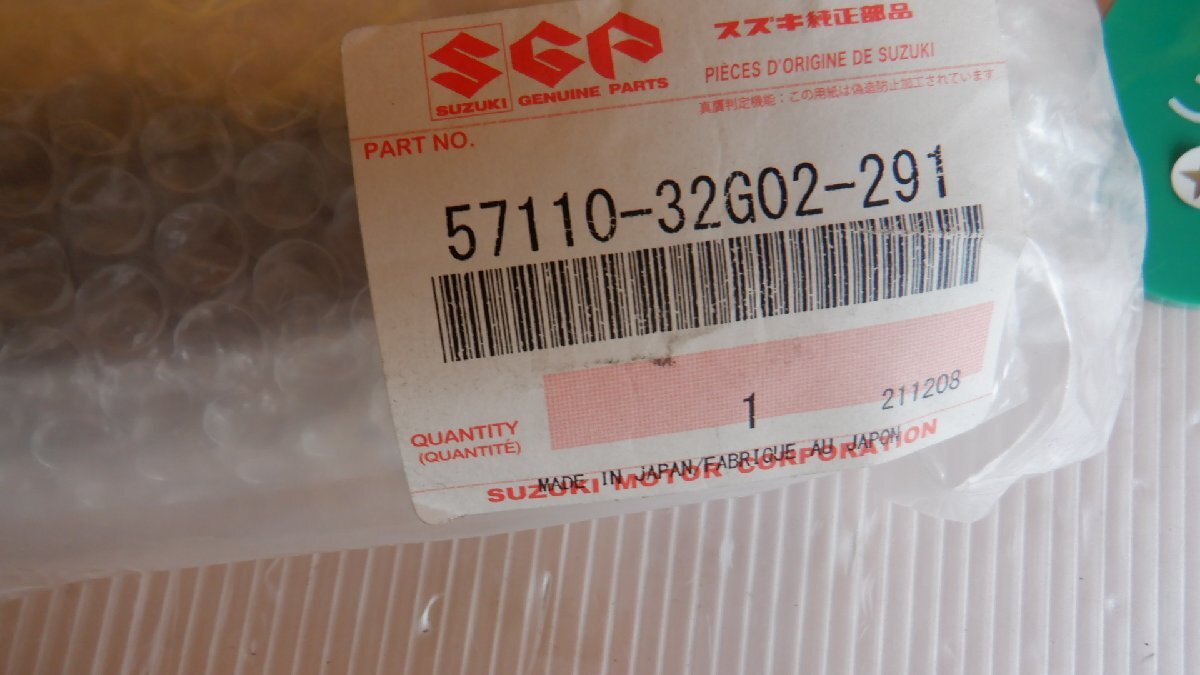 SGP
スズキ純正部品
SUZUKI GENUINE PARTS
PIÈCES D'ORIGINE DE SUZUKI
真贋判定機能：この用紙は偽造防止加工されています
PART NO.
57110-32G02-291
QUANTITY
(QUANTITÉ)
1
211208
MADE IN JAPAN/FABRIQUE AU JAPON
SUZUKI MOTOR CORPORATION